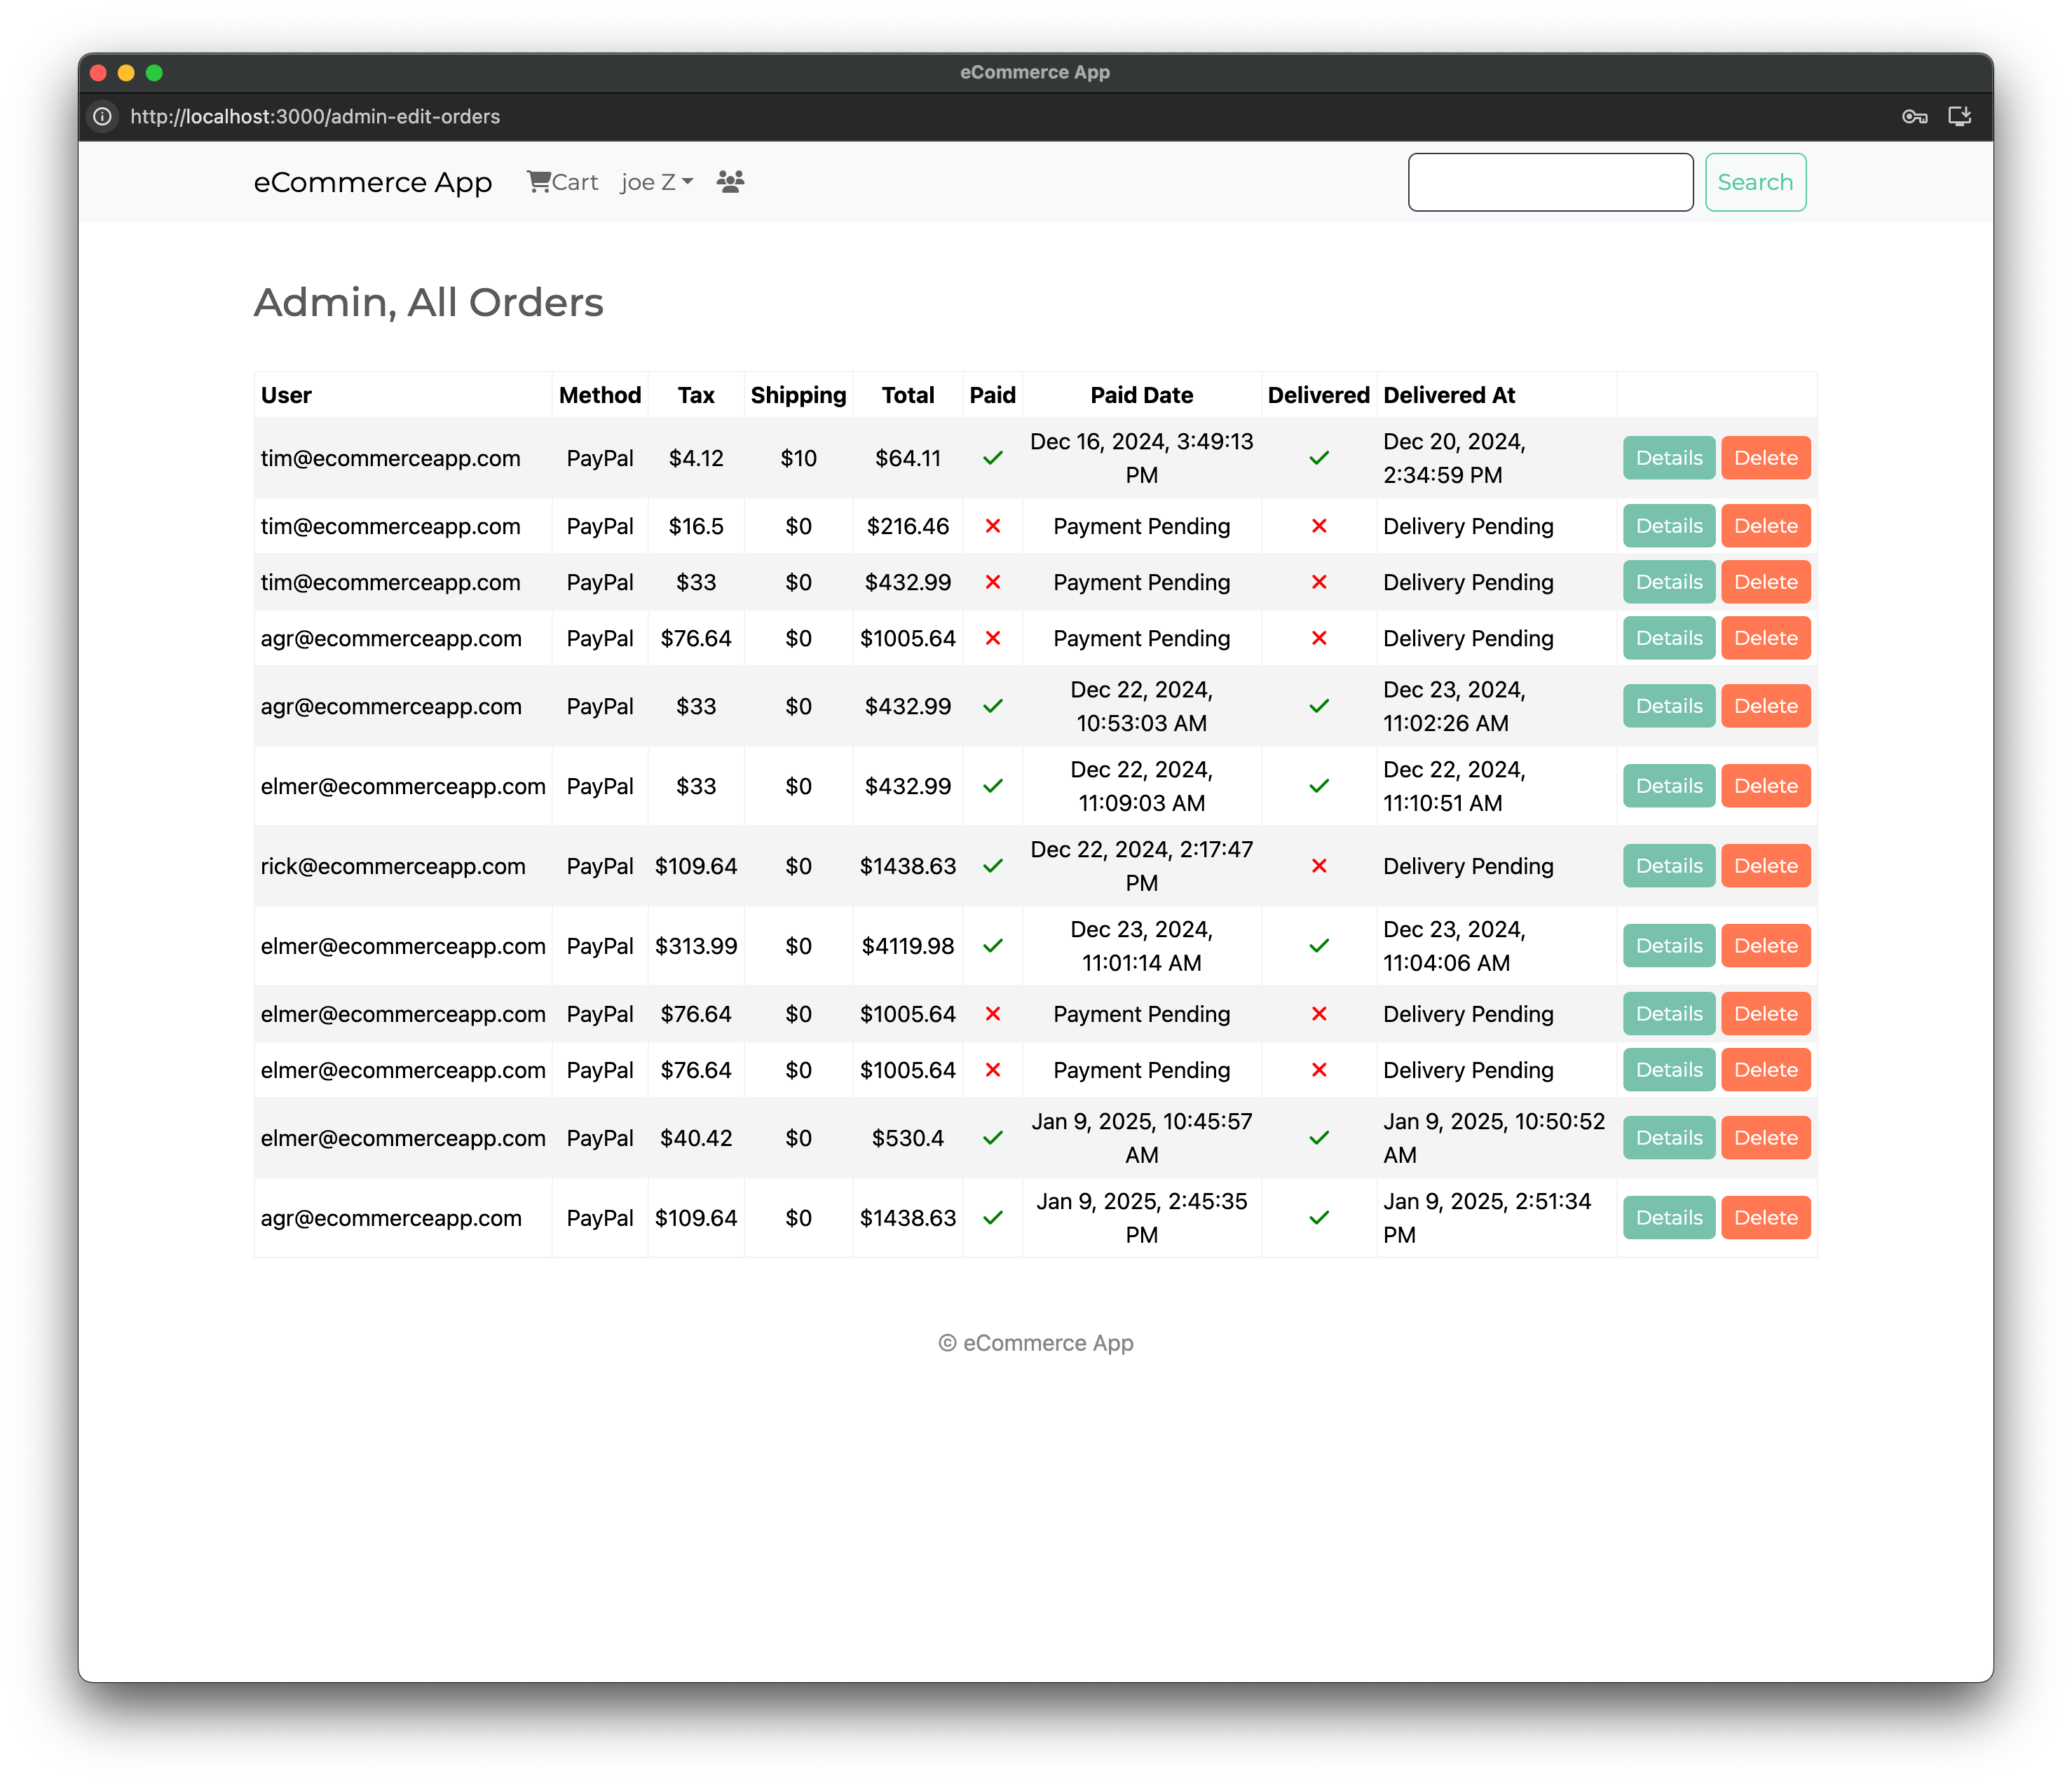 eCommerce App
http://localhost:3000/admin-edit-orders
eCommerce App Cart joe Z Search
Admin, All Orders
User Method Tax Shipping Total Paid Paid Date Delivered Delivered At
tim@ecommerceapp.com PayPal $4.12 $10 $64.11 Dec 16, 2024, 3:49:13 PM Dec 20, 2024, 2:34:59 PM Details Delete
tim@ecommerceapp.com PayPal $16.5 $0 $216.46 Payment Pending Delivery Pending Details Delete
tim@ecommerceapp.com PayPal $33 $0 $432.99 Payment Pending Delivery Pending Details Delete
agr@ecommerceapp.com PayPal $76.64 $0 $1005.64 Payment Pending Delivery Pending Details Delete
agr@ecommerceapp.com PayPal $33 $0 $432.99 Dec 22, 2024, 10:53:03 AM Dec 23, 2024, 11:02:26 AM Details Delete
elmer@ecommerceapp.com PayPal $33 $0 $432.99 Dec 22, 2024, 11:09:03 AM Dec 22, 2024, 11:10:51 AM Details Delete
rick@ecommerceapp.com PayPal $109.64 $0 $1438.63 Dec 22, 2024, 2:17:47 PM Delivery Pending Details Delete
elmer@ecommerceapp.com PayPal $313.99 $0 $4119.98 Dec 23, 2024, 11:01:14 AM Dec 23, 2024, 11:04:06 AM Details Delete
elmer@ecommerceapp.com PayPal $76.64 $0 $1005.64 Payment Pending Delivery Pending Details Delete
elmer@ecommerceapp.com PayPal $76.64 $0 $1005.64 Payment Pending Delivery Pending Details Delete
elmer@ecommerceapp.com PayPal $40.42 $0 $530.4 Jan 9, 2025, 10:45:57 AM Jan 9, 2025, 10:50:52 AM Details Delete
agr@ecommerceapp.com PayPal $109.64 $0 $1438.63 Jan 9, 2025, 2:45:35 PM Jan 9, 2025, 2:51:34 PM Details Delete
© eCommerce App